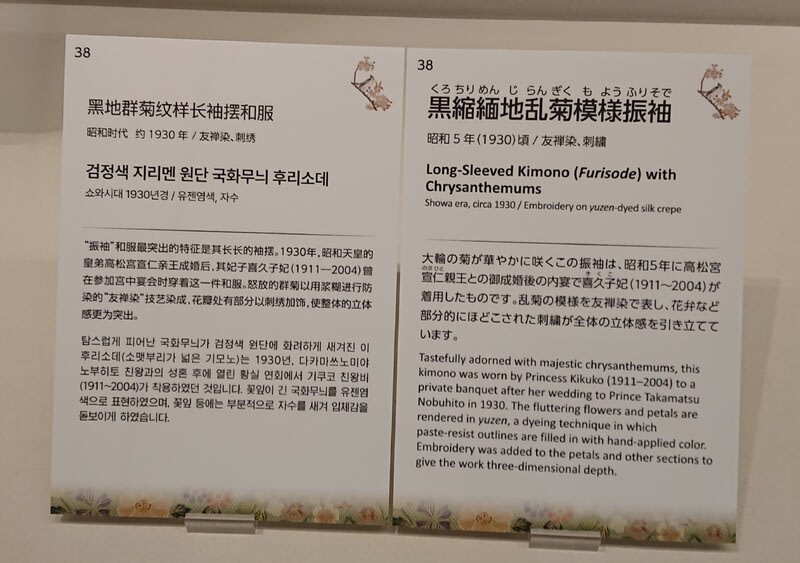 38
黑地群菊纹样长袖摆和服
昭和时代 约1930年 / 友禅染、刺绣
검정색 지리멘 원단 국화무늬 후리소데
쇼와시대 1930년경 / 유젠염색, 자수
“振袖”和服最突出的特征是其长长的袖摆。1930年，昭和天皇的
皇弟高松宫宣仁亲王成婚后，其妃子喜久子妃（1911—2004）曾
在参加宫中宴会时穿着这一件和服。怒放的群菊以用浆糊进行防
染的“友禅染”技艺染成，花瓣处有部分以刺绣加饰，使整体的立体
感更为突出。
탐스럽게 피어난 국화무늬가 검정색 원단에 화려하게 새겨진 이
후리소데(소맷부리가 넓은 기모노)는 1930년, 다카마쓰노미야
노부히토 친왕과의 성혼 후에 열린 황실 연회에서 기쿠코 친왕비
(1911~2004)가 착용하였던 것입니다. 꽃잎이 긴 국화무늬를 유젠염
색으로 표현하였으며, 꽃잎 등에는 부분적으로 자수를 새겨 입체감을
돋보이게 하였습니다.
38
くろちりめん じ らんぎく も よう ふりそで
黒縮緬地乱菊模様振袖
昭和5年(1930)頃 / 友禅染、刺繍
Long-Sleeved Kimono (Furisode) with
Chrysanthemums
Showa era, circa 1930 / Embroidery on yuzen-dyed silk crepe
大輪の菊が華やかに咲くこの振袖は、昭和5年に高松宮
のぶひと きくこ
宣仁親王との御成婚後の内宴で喜久子妃(1911～2004)が
着用したものです。乱菊の模様を友禅染で表し、花弁など
部分的にほどこされた刺繍が全体の立体感を引き立てて
います。
Tastefully adorned with majestic chrysanthemums, this
kimono was worn by Princess Kikuko (1911–2004) to a
private banquet after her wedding to Prince Takamatsu
Nobuhito in 1930. The fluttering flowers and petals are
rendered in yuzen, a dyeing technique in which
paste-resist outlines are filled in with hand-applied color.
Embroidery was added to the petals and other sections to
give the work three-dimensional depth.